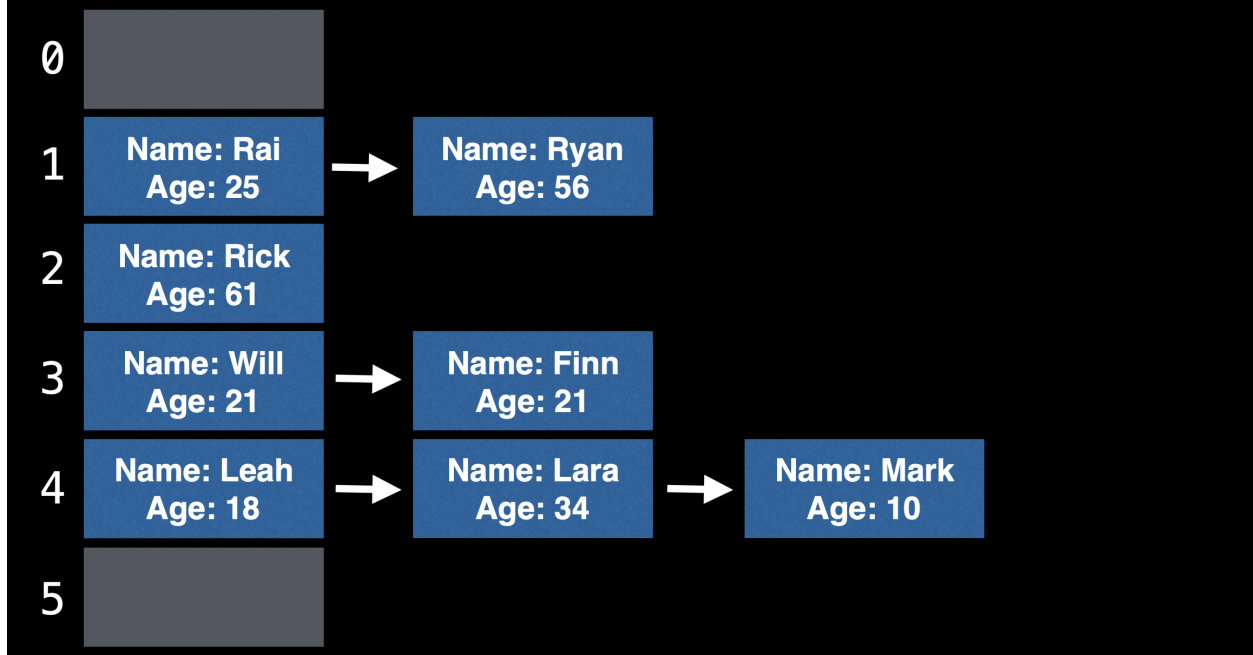 0
1
Name: Rai
Age: 25
Name: Ryan
Age: 56
2
Name: Rick
Age: 61
3
Name: Will
Age: 21
Name: Finn
Age: 21
4
Name: Leah
Age: 18
Name: Lara
Age: 34
Name: Mark
Age: 10
5